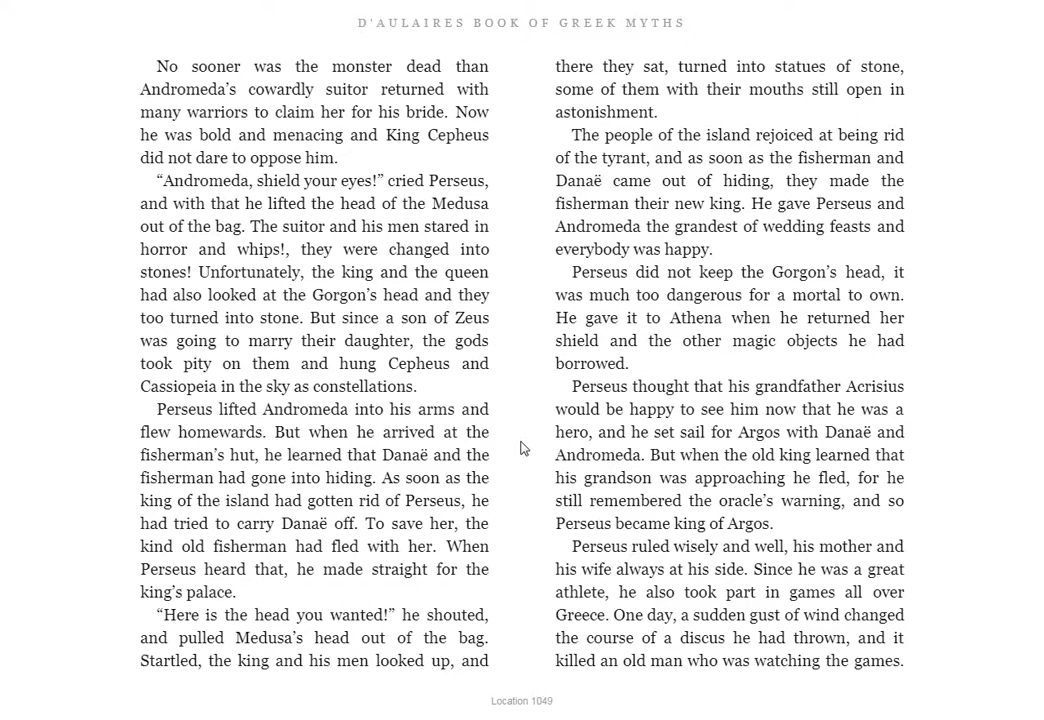 D'AULAIRES BOOK OF GREEK MYTHS
No sooner was the monster dead than
Andromeda’s cowardly suitor returned with
many warriors to claim her for his bride. Now
he was bold and menacing and King Cepheus
did not dare to oppose him.
“Andromeda, shield your eyes!” cried Perseus,
and with that he lifted the head of the Medusa
out of the bag. The suitor and his men stared in
horror and whips!, they were changed into
stones! Unfortunately, the king and the queen
had also looked at the Gorgon’s head and they
too turned into stone. But since a son of Zeus
was going to marry their daughter, the gods
took pity on them and hung Cepheus and
Cassiopeia in the sky as constellations.
Perseus lifted Andromeda into his arms and
flew homewards. But when he arrived at the
fisherman’s hut, he learned that Danaë and the
fisherman had gone into hiding. As soon as the
king of the island had gotten rid of Perseus, he
had tried to carry Danaë off. To save her, the
kind old fisherman had fled with her. When
Perseus heard that, he made straight for the
king’s palace.
“Here is the head you wanted!” he shouted,
and pulled Medusa’s head out of the bag.
Startled, the king and his men looked up, and
there they sat, turned into statues of stone,
some of them with their mouths still open in
astonishment.
The people of the island rejoiced at being rid
of the tyrant, and as soon as the fisherman and
Danaë came out of hiding, they made the
fisherman their new king. He gave Perseus and
Andromeda the grandest of wedding feasts and
everybody was happy.
Perseus did not keep the Gorgon’s head, it
was much too dangerous for a mortal to own.
He gave it to Athena when he returned her
shield and the other magic objects he had
borrowed.
Perseus thought that his grandfather Acrisius
would be happy to see him now that he was a
hero, and he set sail for Argos with Danaë and
Andromeda. But when the old king learned that
his grandson was approaching he fled, for he
still remembered the oracle’s warning, and so
Perseus became king of Argos.
Perseus ruled wisely and well, his mother and
his wife always at his side. Since he was a great
athlete, he also took part in games all over
Greece. One day, a sudden gust of wind changed
the course of a discus he had thrown, and it
killed an old man who was watching the games.
Location 1049